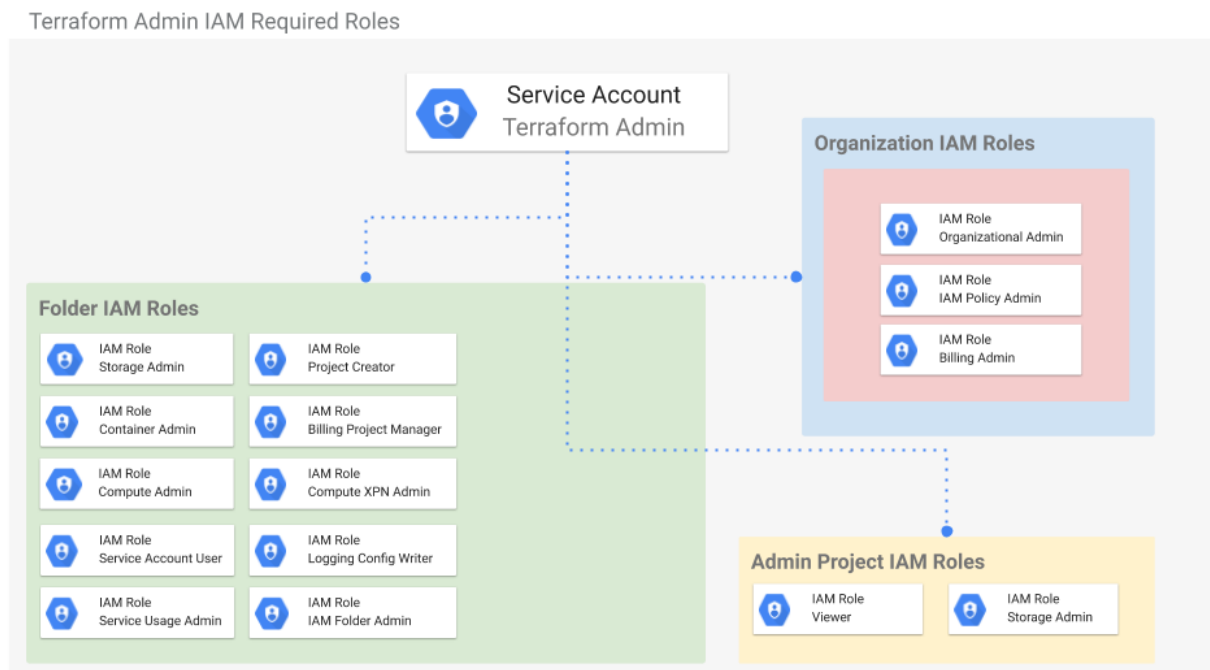 Terraform Admin IAM Required Roles
Service Account
Terraform Admin
Organization IAM Roles
IAM Role
Organizational Admin
IAM Role
IAM Policy Admin
IAM Role
Billing Admin
Folder IAM Roles
IAM Role
Storage Admin
IAM Role
Project Creator
IAM Role
Container Admin
IAM Role
Billing Project Manager
IAM Role
Compute Admin
IAM Role
Compute XPN Admin
IAM Role
Service Account User
IAM Role
Logging Config Writer
IAM Role
Service Usage Admin
IAM Role
IAM Folder Admin
Admin Project IAM Roles
IAM Role
Viewer
IAM Role
Storage Admin